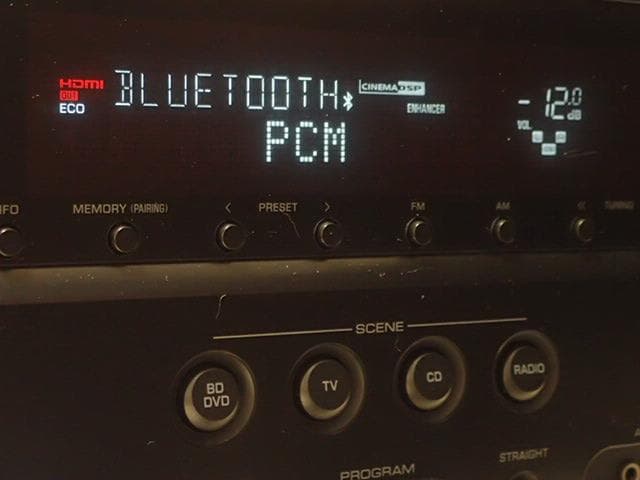 HDMI BLUETOOTH CINEMA DSP -12.0
OUT dB
ECO ENHANCER VOL.
PCM
MEMORY (PAIRING) < PRESET > FM AM << TUNING
SCENE
BD DVD TV CD RADIO
PROGRAM STRAIGHT